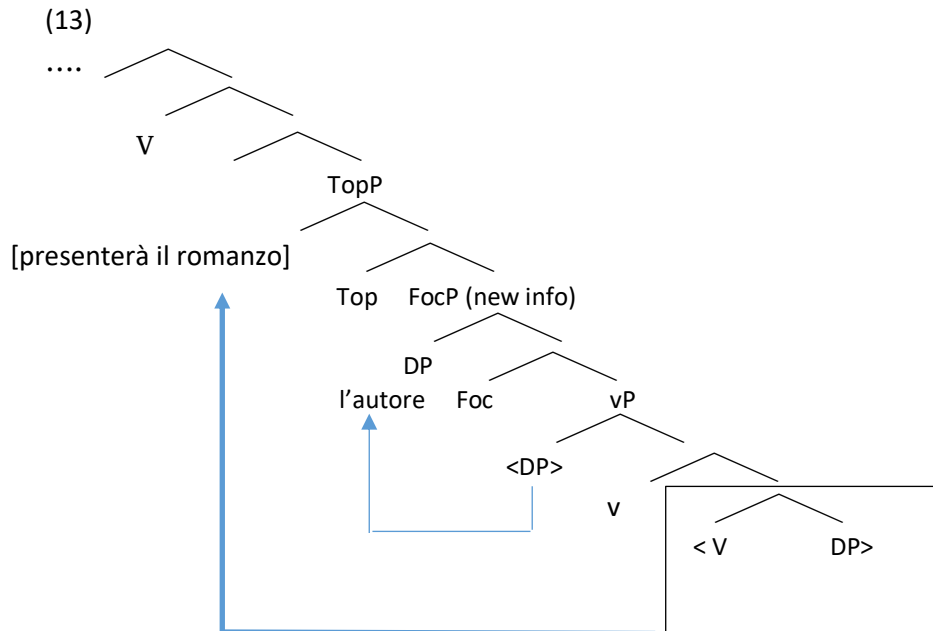 (13)
….
V
TopP
[presenterà il romanzo]
Top FocP (new info)
DP
l’autore Foc vP
<DP>
v
< V DP>